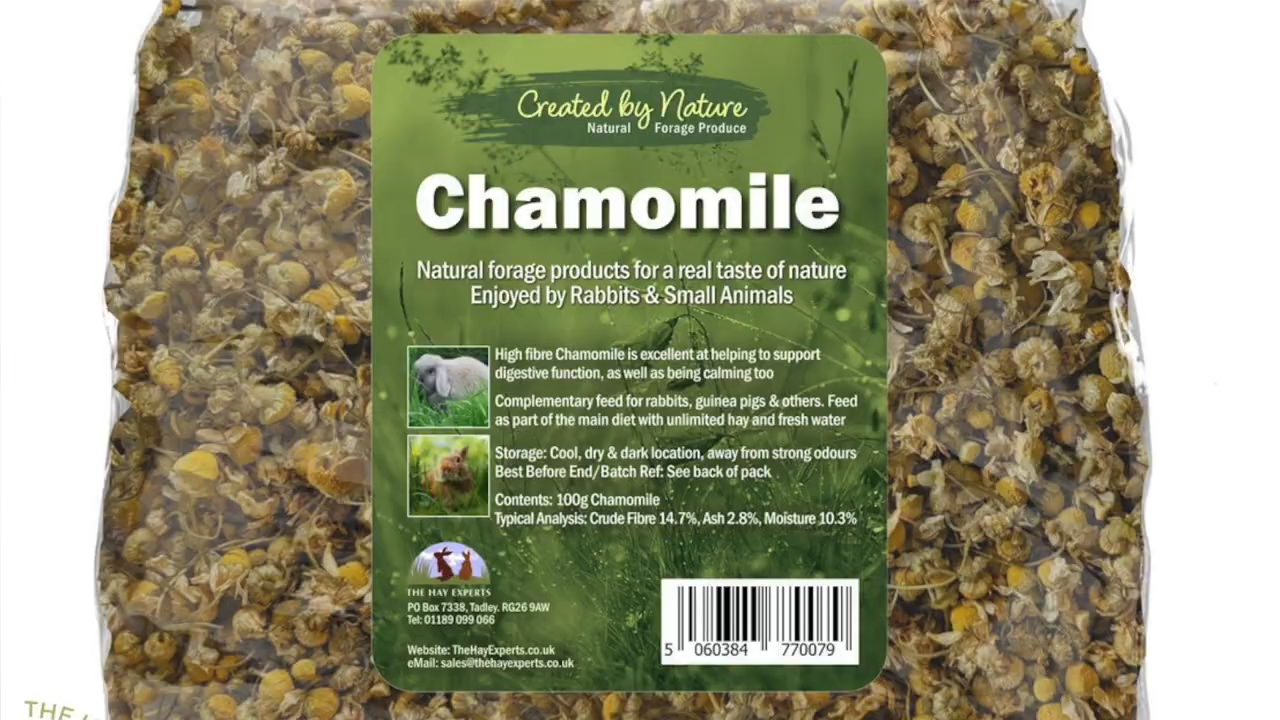 Created by Nature
Natural Forage Produce
Chamomile
Natural forage products for a real taste of nature
Enjoyed by Rabbits & Small Animals
High fibre Chamomile is excellent at helping to support
digestive function, as well as being calming too
Complementary feed for rabbits, guinea pigs & others. Feed
as part of the main diet with unlimited hay and fresh water
Storage: Cool, dry & dark location, away from strong odours
Best Before End/Batch Ref: See back of pack
Contents: 100g Chamomile
Typical Analysis: Crude Fibre 14.7%, Ash 2.8%, Moisture 10.3%
THE HAY EXPERTS
PO Box 7338, Tadley. RG26 9AW
Tel: 01189 099 066
Website: TheHayExperts.co.uk
eMail: sales@thehayexperts.co.uk
5 060384 770079
THE